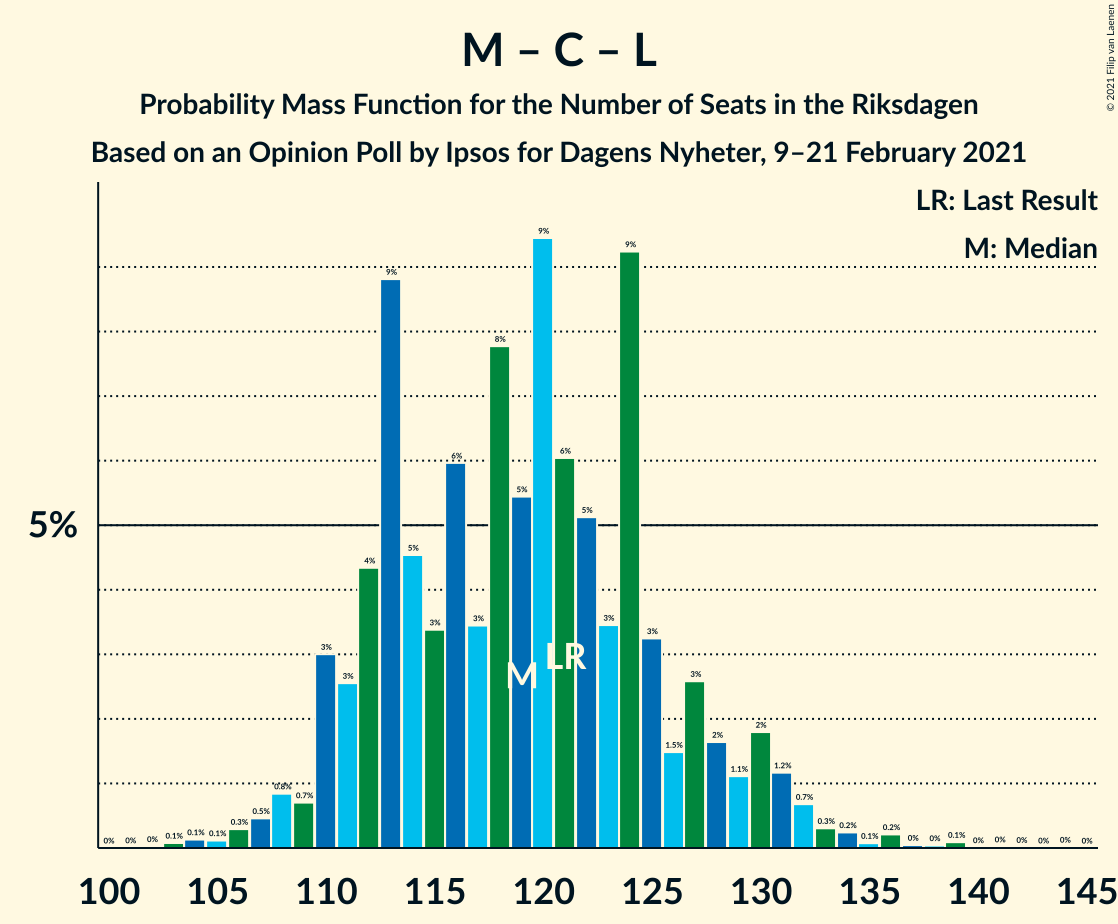 M – C – L
Probability Mass Function for the Number of Seats in the Riksdagen
Based on an Opinion Poll by Ipsos for Dagens Nyheter, 9–21 February 2021
© 2021 Filip van Laenen
LR: Last Result
M: Median
5%
0% 0% 0% 0.1% 0.1% 0.1% 0.3% 0.5% 0.8% 0.7% 3% 3% 4% 9% 5% 3% 6% 3% 8% 5% 9% 6% 5% 3% 9% 3% 1.5% 3% 2% 1.1% 2% 1.2% 0.7% 0.3% 0.2% 0.1% 0.2% 0% 0% 0.1% 0% 0% 0% 0% 0% 0%
M LR
100 105 110 115 120 125 130 135 140 145